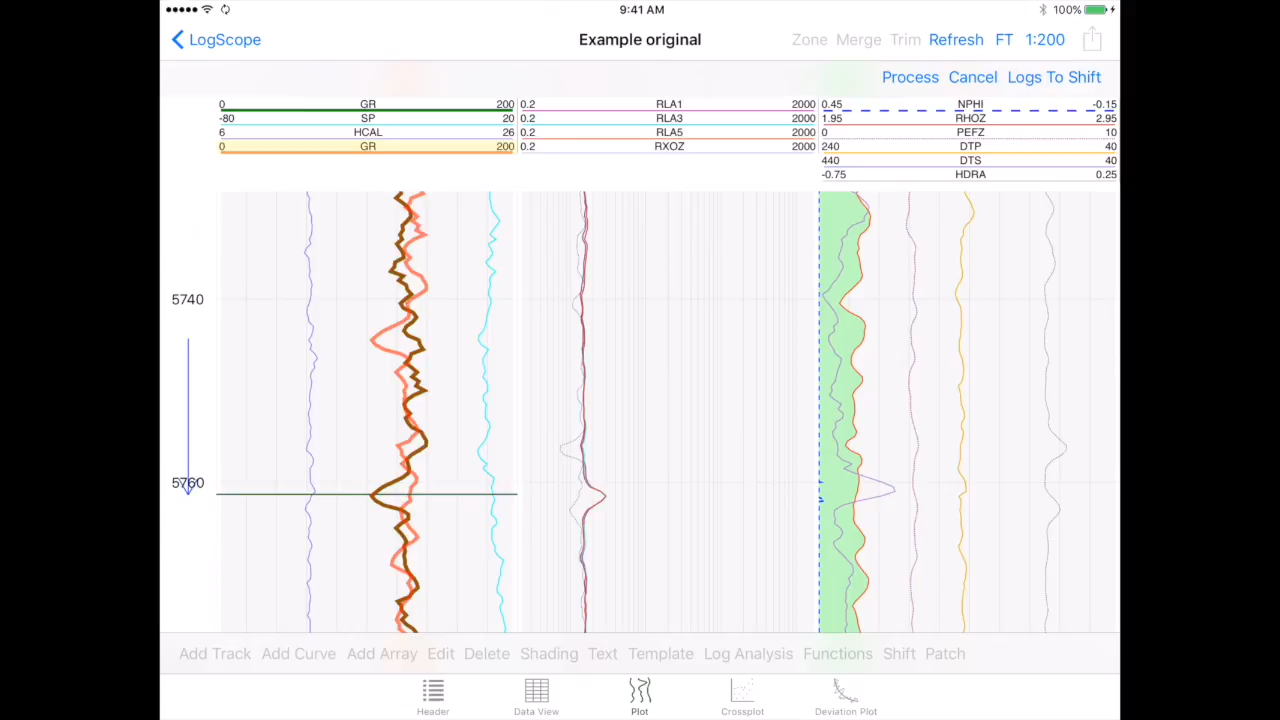 9:41 AM 100%
LogScope Example original Zone Merge Trim Refresh FT 1:200
Process Cancel Logs To Shift
0 GR 200 0.2 RLA1 2000 0.45 NPHI -0.15
-80 SP 20 0.2 RLA3 2000 1.95 RHOZ 2.95
6 HCAL 26 0.2 RLA5 2000 0 PEFZ 10
0 GR 200 0.2 RXOZ 2000 240 DTP 40
440 DTS 40
-0.75 HDRA 0.25
5740
5760
Add Track Add Curve Add Array Edit Delete Shading Text Template Log Analysis Functions Shift Patch
Header Data View Plot Crossplot Deviation Plot